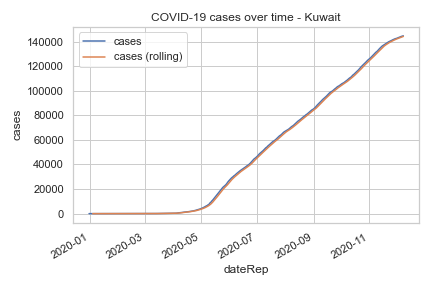 COVID-19 cases over time - Kuwait
cases
cases (rolling)
140000
120000
100000
80000
60000
40000
20000
0
cases
2020-01
2020-03
2020-05
2020-07
2020-09
2020-11
dateRep